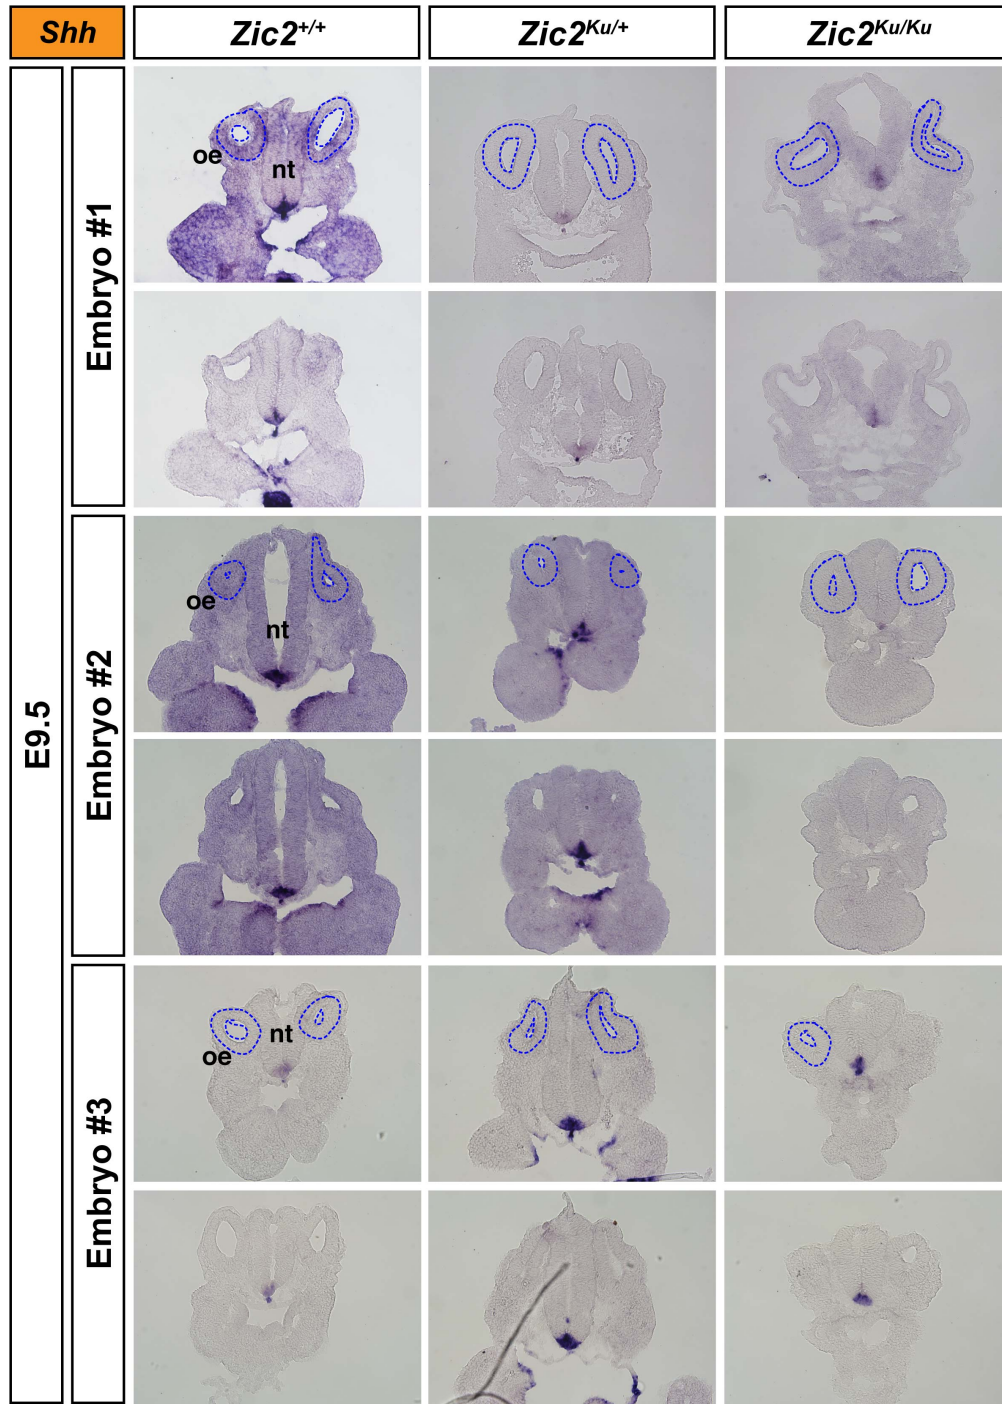 Shh
Zic2+/+
Zic2Ku/+
Zic2Ku/Ku
E9.5
Embryo #1
oe
nt
Embryo #2
oe
nt
Embryo #3
oe
nt